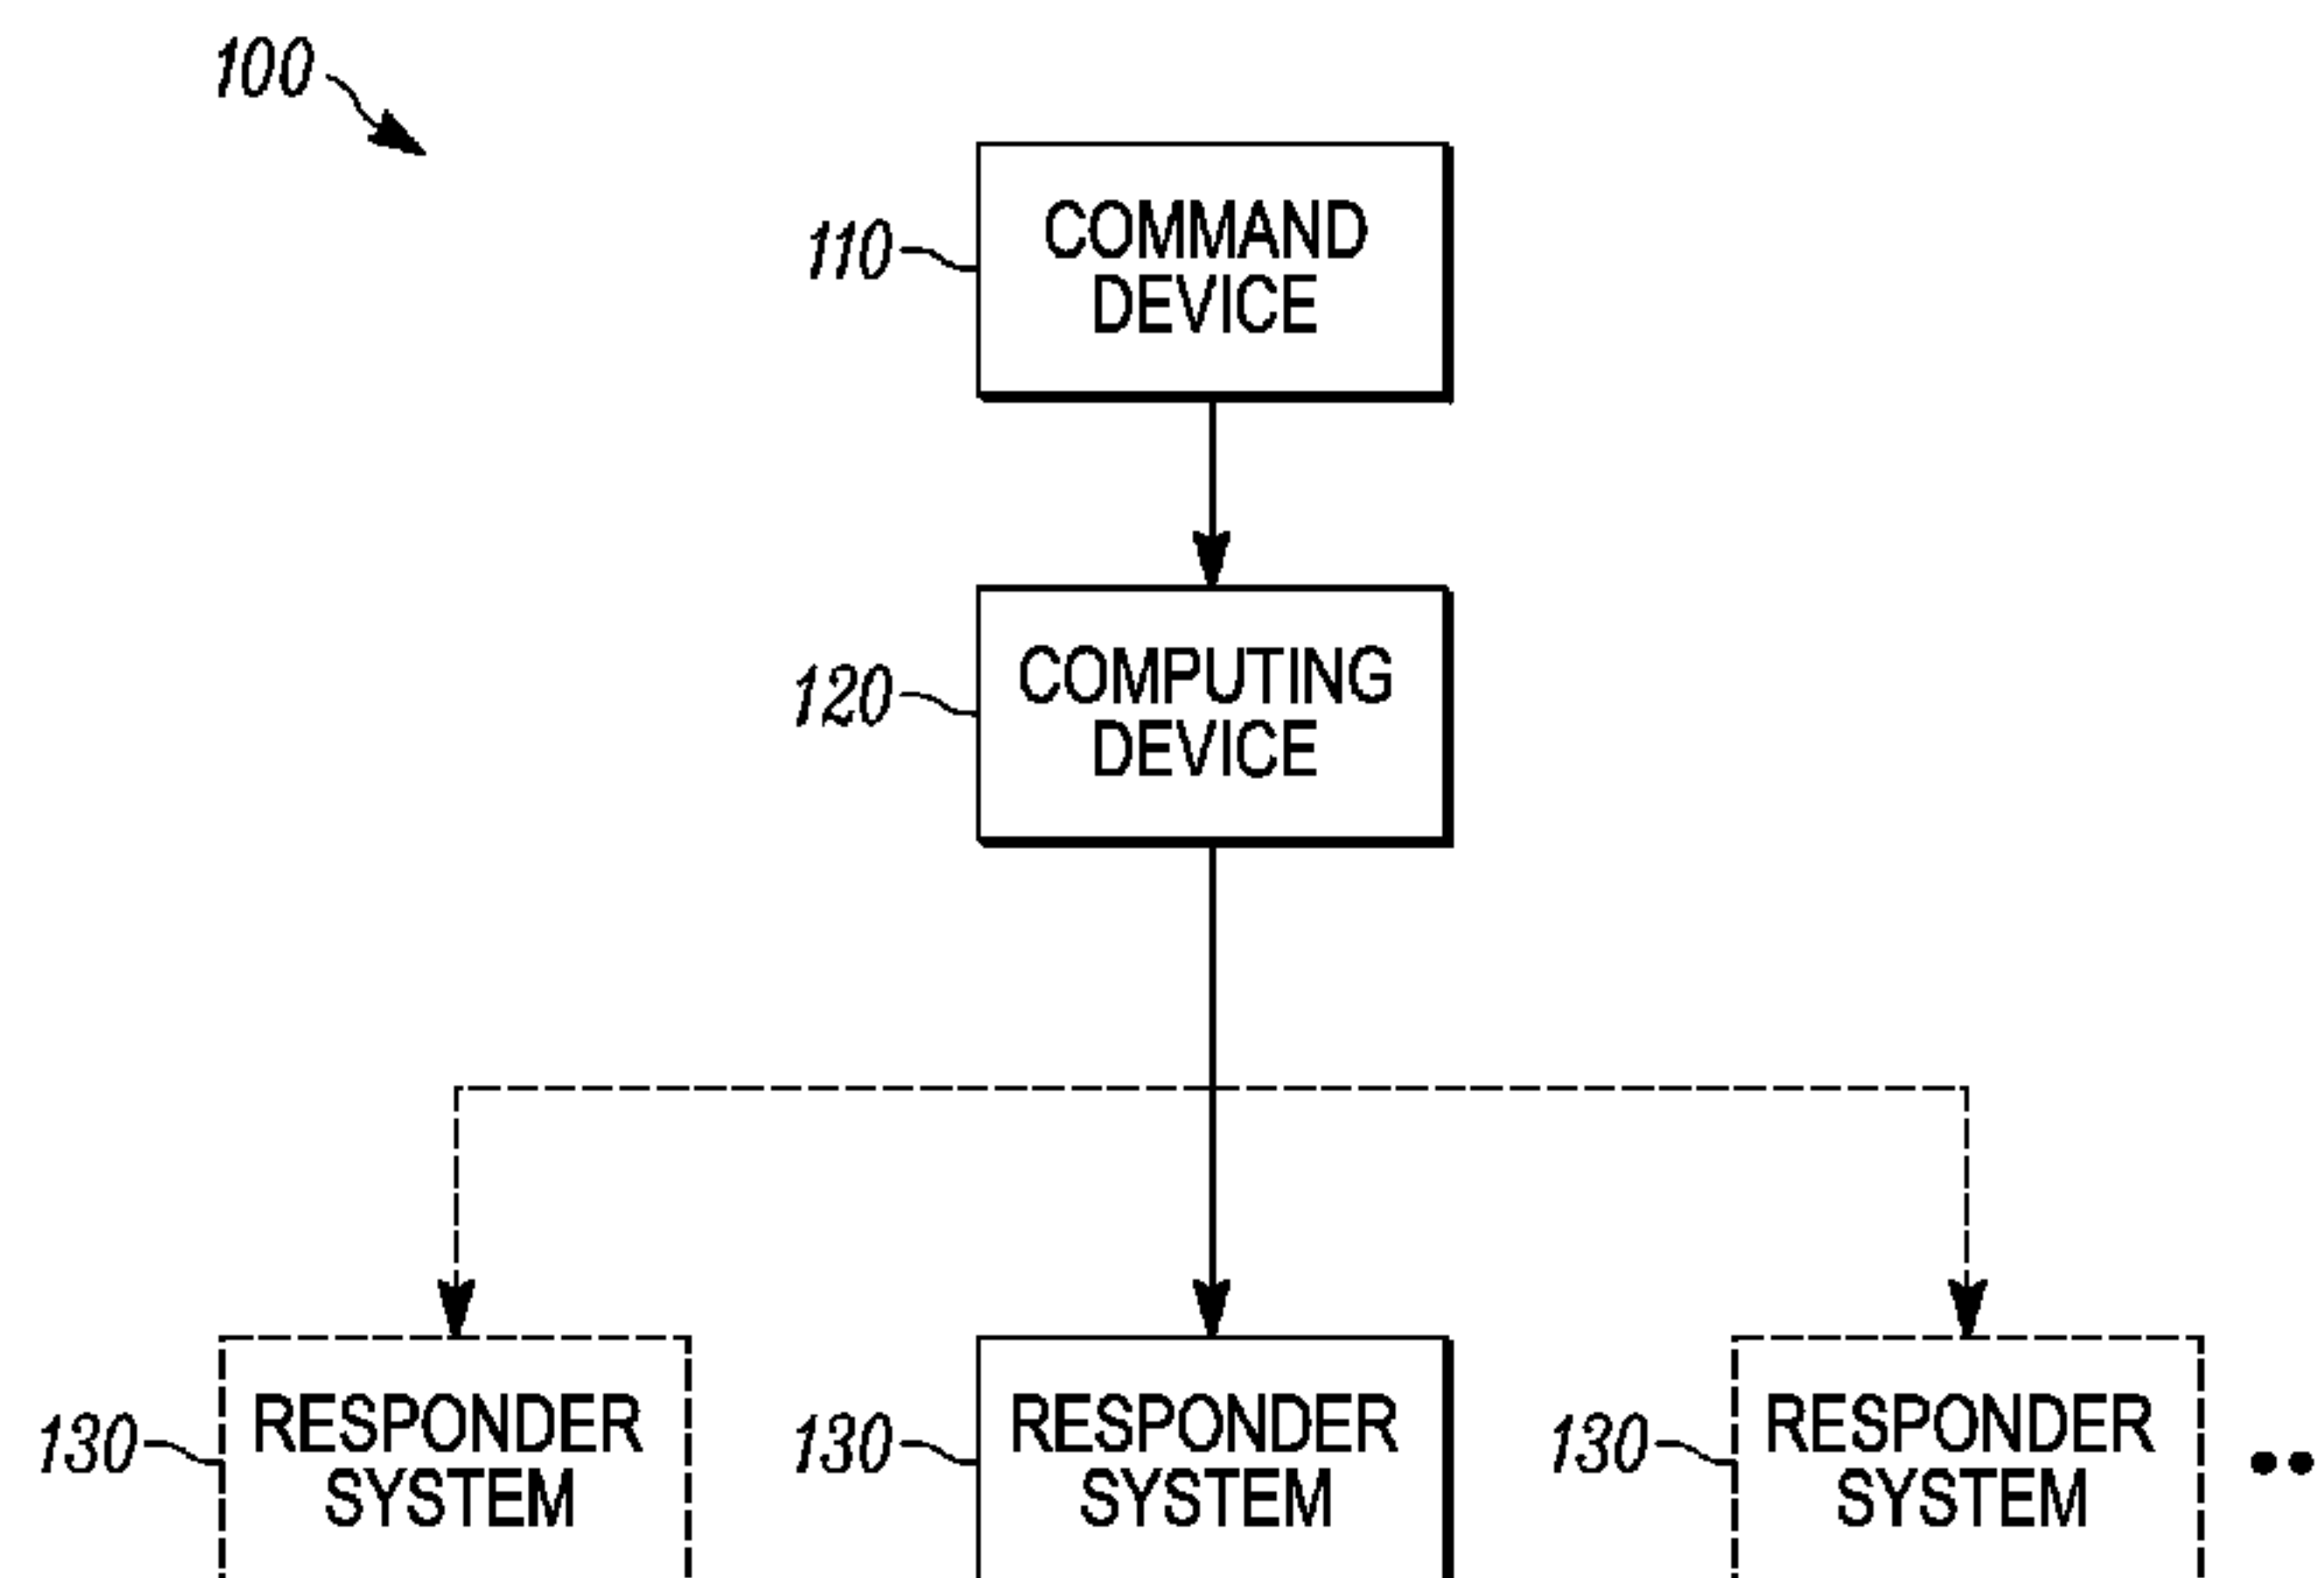 100
110
COMMAND
DEVICE
120
COMPUTING
DEVICE
130
RESPONDER
SYSTEM
130
RESPONDER
SYSTEM
130
RESPONDER
SYSTEM